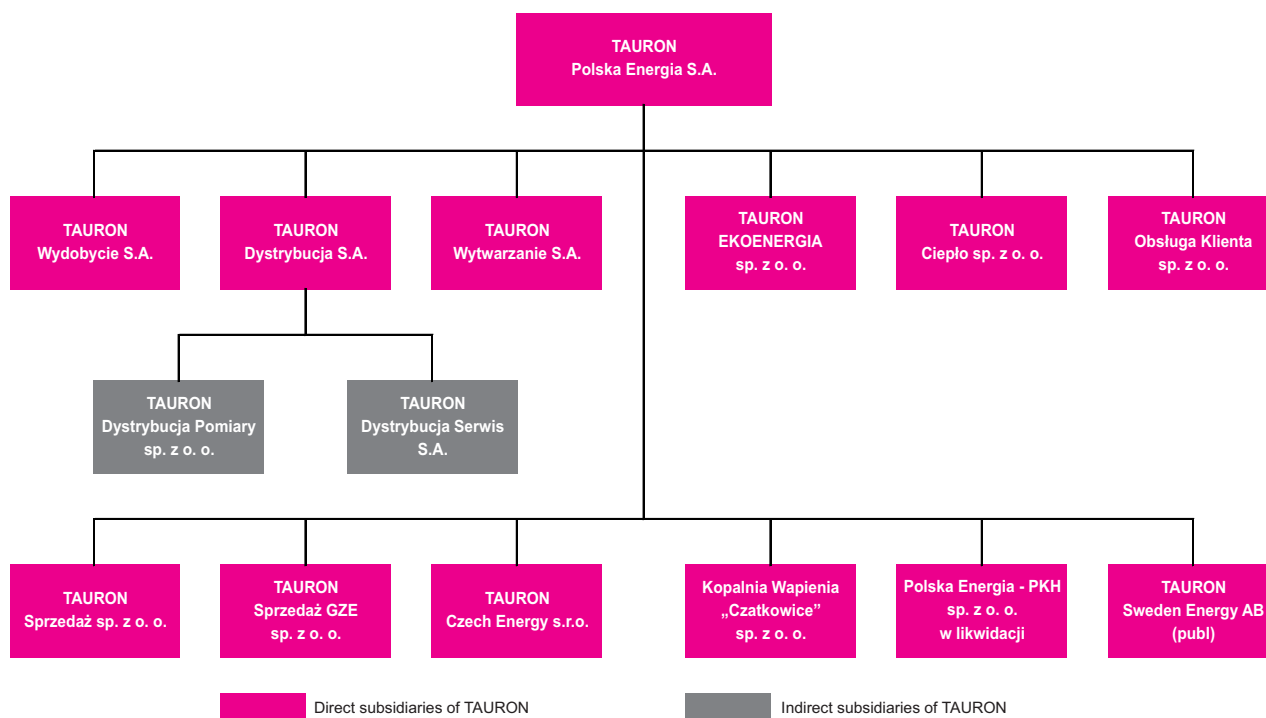 TAURON
Polska Energia S.A.
TAURON
Wydobycie S.A.
TAURON
Dystrybucja S.A.
TAURON
Wytwarzanie S.A.
TAURON
EKOENERGIA
sp. z o. o.
TAURON
Ciepło sp. z o. o.
TAURON
Obsługa Klienta
sp. z o. o.
TAURON
Dystrybucja Pomiary
sp. z o. o.
TAURON
Dystrybucja Serwis
S.A.
TAURON
Sprzedaż sp. z o. o.
TAURON
Sprzedaż GZE
sp. z o. o.
TAURON
Czech Energy s.r.o.
Kopalnia Wapienia
„Czatkowice”
sp. z o. o.
Polska Energia - PKH
sp. z o. o.
w likwidacji
TAURON
Sweden Energy AB
(publ)
Direct subsidiaries of TAURON
Indirect subsidiaries of TAURON